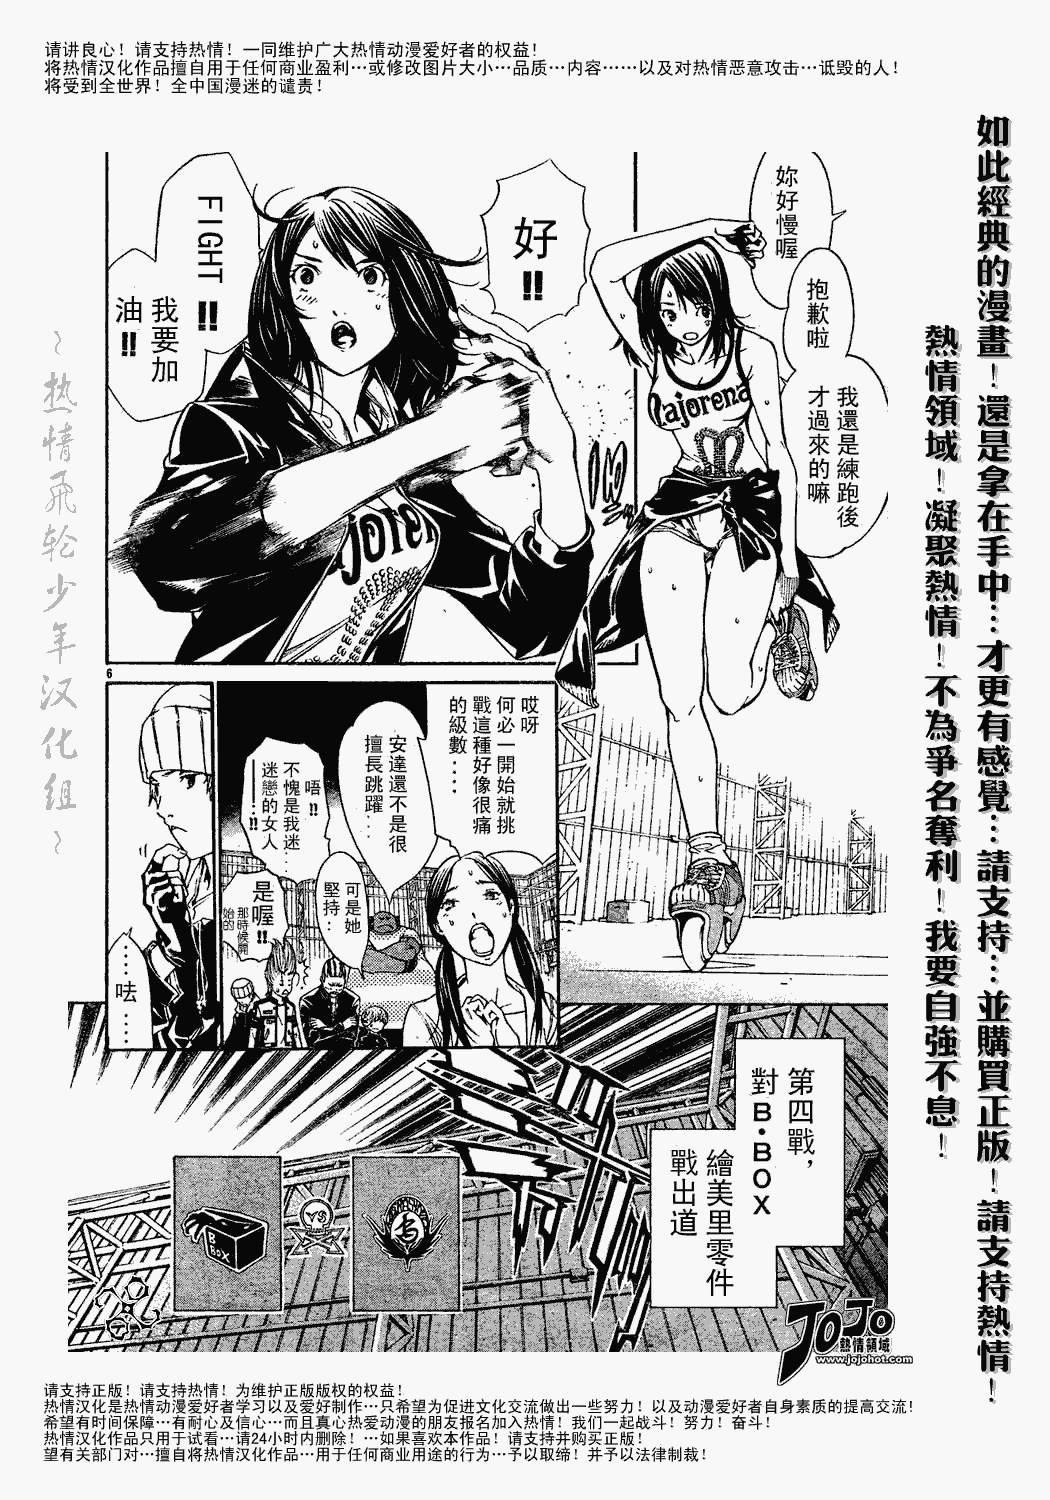 请讲良心！请支持热情！一同维护广大热情动漫爱好者的权益！
将热情汉化作品擅自用于任何商业盈利…或修改图片大小…品质…内容……以及对热情恶意攻击…诋毁的人！
将受到全世界！全中国漫迷的谴责！
如此經典的漫畫！還是拿在手中…才更有感覺…請支持…並購買正版！請支持熱情！
熱情領域！凝聚熱情！不為爭名奪利！我要自強不息！
～热情飛轮少年汉化组～
妳好慢喔
抱歉啦
我還是練跑後
才過來的嘛
Majorena
好!!
FIGHT!!
我要加
油!!
Majorena
6
哎呀
何必一開始就挑
戰這種好像很痛
的級數....
安達還不是很
擅長跳躍...
可是她
堅持..
唔!!
不愧是我迷..
迷戀的女人
....!!
是喔!!
那時候開
始的
....呿....
第四戰，
對B·BOX
繪美里零件
戰出道
B
BOX
VS
JOJO
熱情領域
www.jojohot.com
请支持正版！请支持热情！为维护正版版权的权益！
热情汉化是热情动漫爱好者学习以及爱好制作…只希望为促进文化交流做出一些努力！以及动漫爱好者自身素质的提高交流！
希望有时间保障…有耐心及信心…而且真心热爱动漫的朋友报名加入热情！我们一起战斗！努力！奋斗！
热情汉化作品只用于试看…请24小时内删除！…如果喜欢本作品！请支持并购买正版！
望有关部门对…擅自将热情汉化作品…用于任何商业用途的行为…予以取缔！并予以法律制裁！